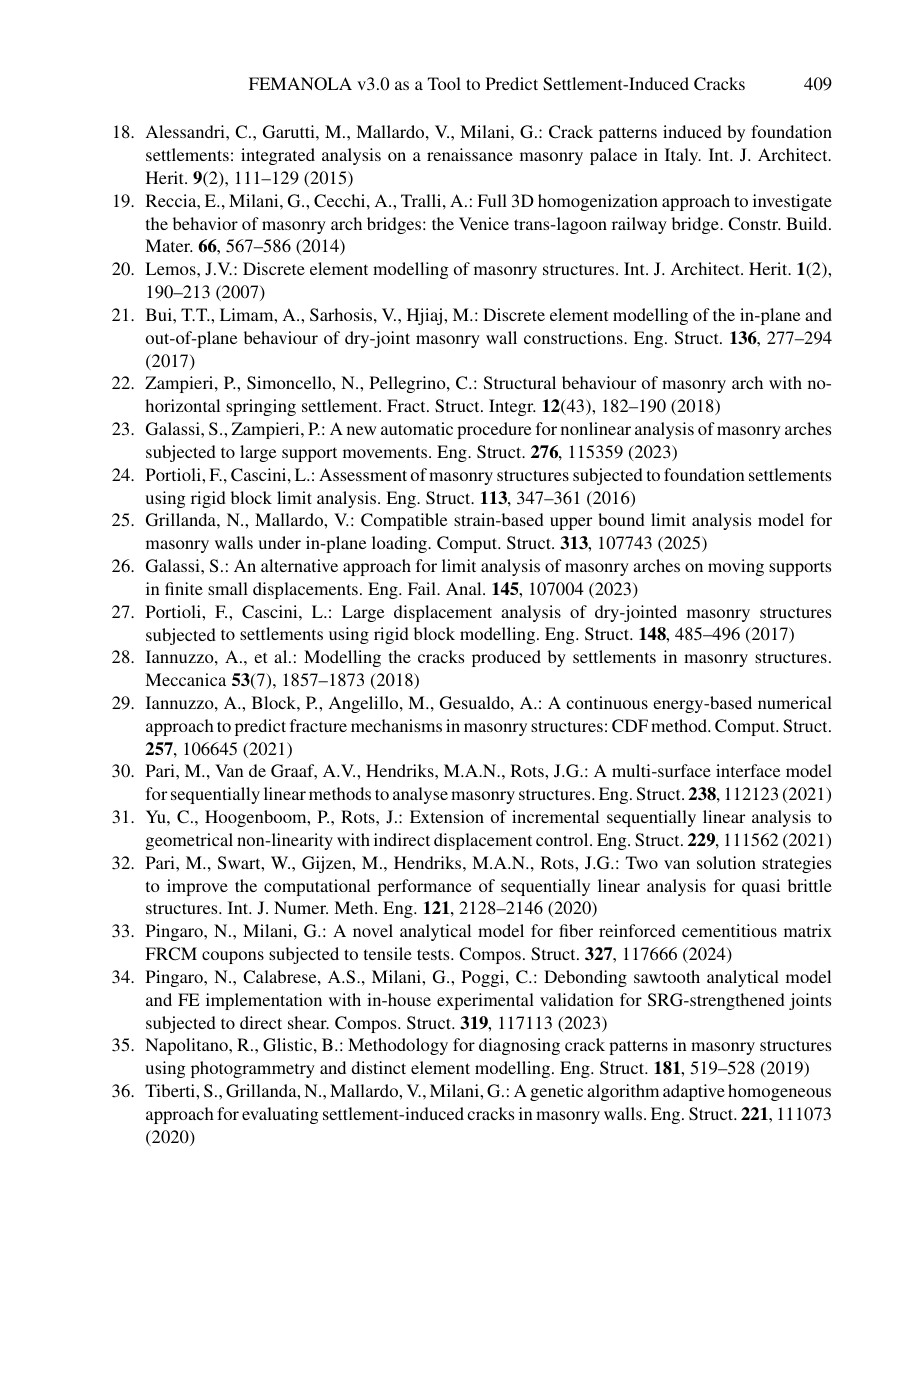 FEMANOLA v3.0 as a Tool to Predict Settlement-Induced Cracks 409
18. Alessandri, C., Garutti, M., Mallardo, V., Milani, G.: Crack patterns induced by foundation
settlements: integrated analysis on a renaissance masonry palace in Italy. Int. J. Architect.
Herit. 9(2), 111–129 (2015)
19. Reccia, E., Milani, G., Cecchi, A., Tralli, A.: Full 3D homogenization approach to investigate
the behavior of masonry arch bridges: the Venice trans-lagoon railway bridge. Constr. Build.
Mater. 66, 567–586 (2014)
20. Lemos, J.V.: Discrete element modelling of masonry structures. Int. J. Architect. Herit. 1(2),
190–213 (2007)
21. Bui, T.T., Limam, A., Sarhosis, V., Hjiaj, M.: Discrete element modelling of the in-plane and
out-of-plane behaviour of dry-joint masonry wall constructions. Eng. Struct. 136, 277–294
(2017)
22. Zampieri, P., Simoncello, N., Pellegrino, C.: Structural behaviour of masonry arch with no-
horizontal springing settlement. Fract. Struct. Integr. 12(43), 182–190 (2018)
23. Galassi, S., Zampieri, P.: A new automatic procedure for nonlinear analysis of masonry arches
subjected to large support movements. Eng. Struct. 276, 115359 (2023)
24. Portioli, F., Cascini, L.: Assessment of masonry structures subjected to foundation settlements
using rigid block limit analysis. Eng. Struct. 113, 347–361 (2016)
25. Grillanda, N., Mallardo, V.: Compatible strain-based upper bound limit analysis model for
masonry walls under in-plane loading. Comput. Struct. 313, 107743 (2025)
26. Galassi, S.: An alternative approach for limit analysis of masonry arches on moving supports
in finite small displacements. Eng. Fail. Anal. 145, 107004 (2023)
27. Portioli, F., Cascini, L.: Large displacement analysis of dry-jointed masonry structures
subjected to settlements using rigid block modelling. Eng. Struct. 148, 485–496 (2017)
28. Iannuzzo, A., et al.: Modelling the cracks produced by settlements in masonry structures.
Meccanica 53(7), 1857–1873 (2018)
29. Iannuzzo, A., Block, P., Angelillo, M., Gesualdo, A.: A continuous energy-based numerical
approach to predict fracture mechanisms in masonry structures: CDF method. Comput. Struct.
257, 106645 (2021)
30. Pari, M., Van de Graaf, A.V., Hendriks, M.A.N., Rots, J.G.: A multi-surface interface model
for sequentially linear methods to analyse masonry structures. Eng. Struct. 238, 112123 (2021)
31. Yu, C., Hoogenboom, P., Rots, J.: Extension of incremental sequentially linear analysis to
geometrical non-linearity with indirect displacement control. Eng. Struct. 229, 111562 (2021)
32. Pari, M., Swart, W., Gijzen, M., Hendriks, M.A.N., Rots, J.G.: Two van solution strategies
to improve the computational performance of sequentially linear analysis for quasi brittle
structures. Int. J. Numer. Meth. Eng. 121, 2128–2146 (2020)
33. Pingaro, N., Milani, G.: A novel analytical model for fiber reinforced cementitious matrix
FRCM coupons subjected to tensile tests. Compos. Struct. 327, 117666 (2024)
34. Pingaro, N., Calabrese, A.S., Milani, G., Poggi, C.: Debonding sawtooth analytical model
and FE implementation with in-house experimental validation for SRG-strengthened joints
subjected to direct shear. Compos. Struct. 319, 117113 (2023)
35. Napolitano, R., Glistic, B.: Methodology for diagnosing crack patterns in masonry structures
using photogrammetry and distinct element modelling. Eng. Struct. 181, 519–528 (2019)
36. Tiberti, S., Grillanda, N., Mallardo, V., Milani, G.: A genetic algorithm adaptive homogeneous
approach for evaluating settlement-induced cracks in masonry walls. Eng. Struct. 221, 111073
(2020)